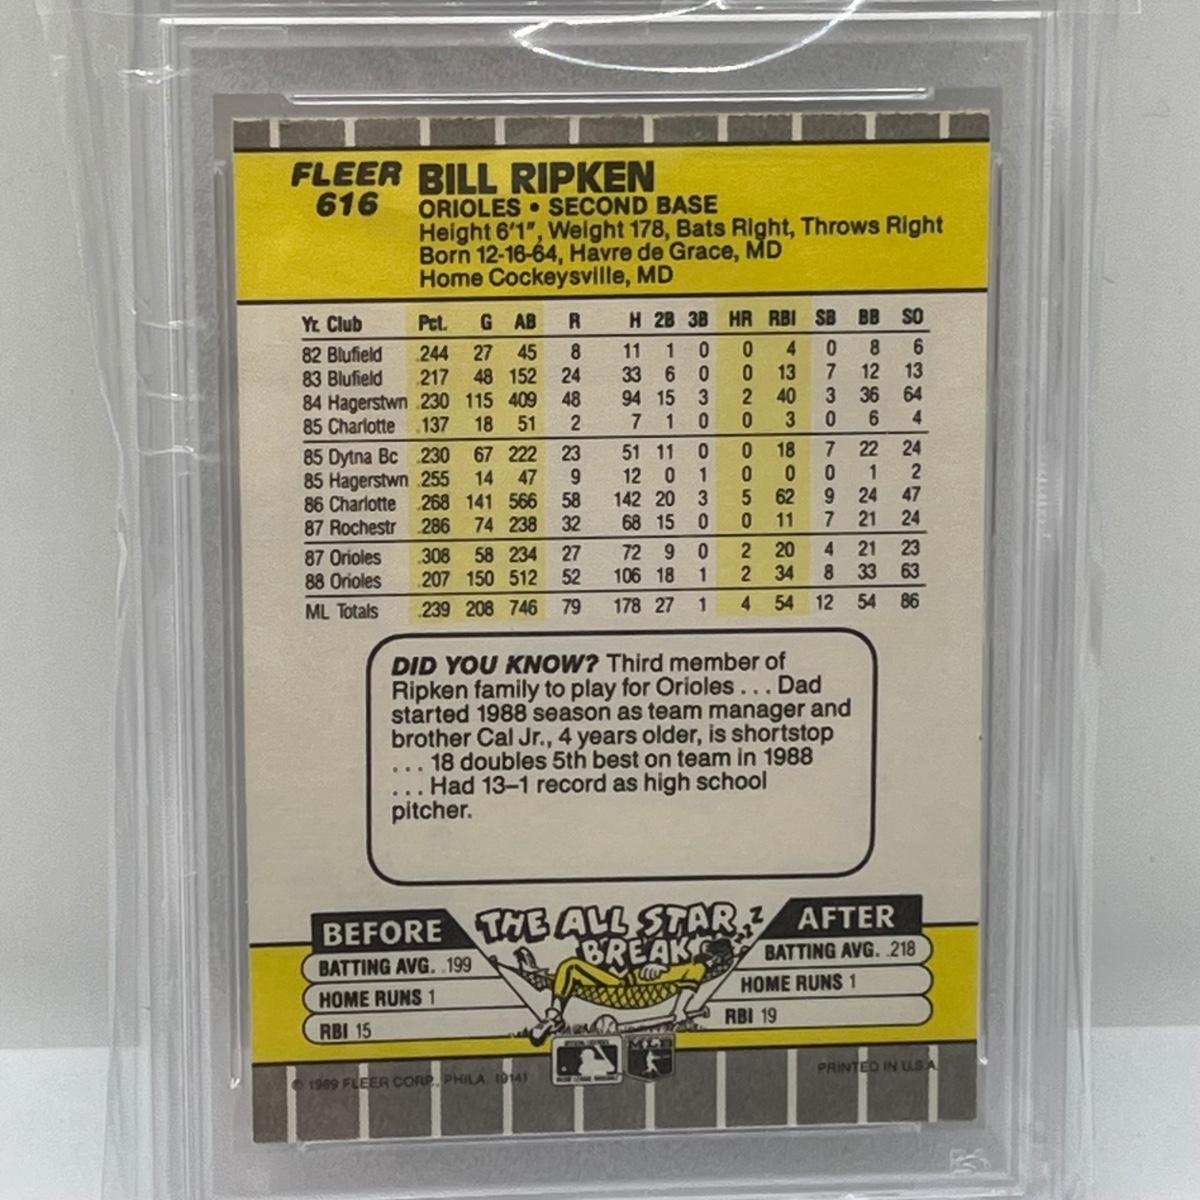 FLEER
616
BILL RIPKEN
ORIOLES • SECOND BASE
Height 6'1", Weight 178, Bats Right, Throws Right
Born 12-16-64, Havre de Grace, MD
Home Cockeysville, MD
Yr. Club Pct. G AB R H 2B 3B HR RBI SB BB SO
82 Blufield .244 27 45 8 11 1 0 0 4 0 8 6
83 Blufield .217 48 152 24 33 6 0 0 13 7 12 13
84 Hagerstwn .230 115 409 48 94 15 3 2 40 3 36 64
85 Charlotte .137 18 51 2 7 1 0 0 3 0 6 4
85 Dytna Bc .230 67 222 23 51 11 0 0 18 7 22 24
85 Hagerstwn .255 14 47 9 12 0 1 0 0 0 1 2
86 Charlotte .268 141 566 58 142 20 3 5 62 9 24 47
87 Rochestr .286 74 238 32 68 15 0 0 11 7 21 24
87 Orioles .308 58 234 27 72 9 0 2 20 4 21 23
88 Orioles .207 150 512 52 106 18 1 2 34 8 33 63
ML Totals .239 208 746 79 178 27 1 4 54 12 54 86
DID YOU KNOW? Third member of
Ripken family to play for Orioles . . . Dad
started 1988 season as team manager and
brother Cal Jr., 4 years older, is shortstop
. . . 18 doubles 5th best on team in 1988
. . . Had 13–1 record as high school
pitcher.
THE ALL STAR
BREAK
Z Z Z
BEFORE
BATTING AVG. .199
HOME RUNS 1
RBI 15
AFTER
BATTING AVG. .218
HOME RUNS 1
RBI 19
MLB
© 1989 FLEER CORP., PHILA. 19141
PRINTED IN U.S.A.